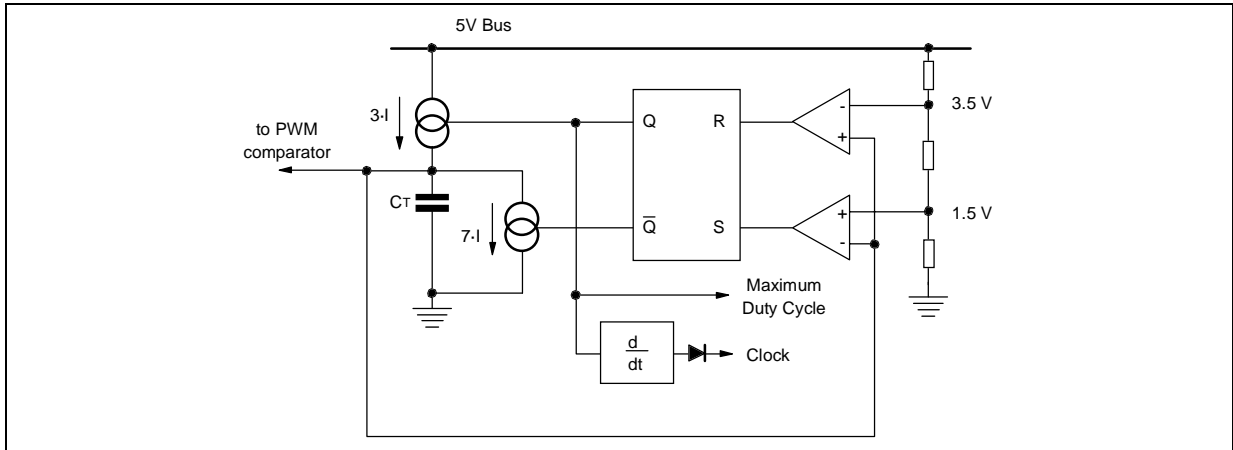 5V Bus
3·I
to PWM
comparator
CT
7·I
Q
R
Q̅
S
-
+
+
-
3.5 V
1.5 V
Maximum
Duty Cycle
d
dt
Clock